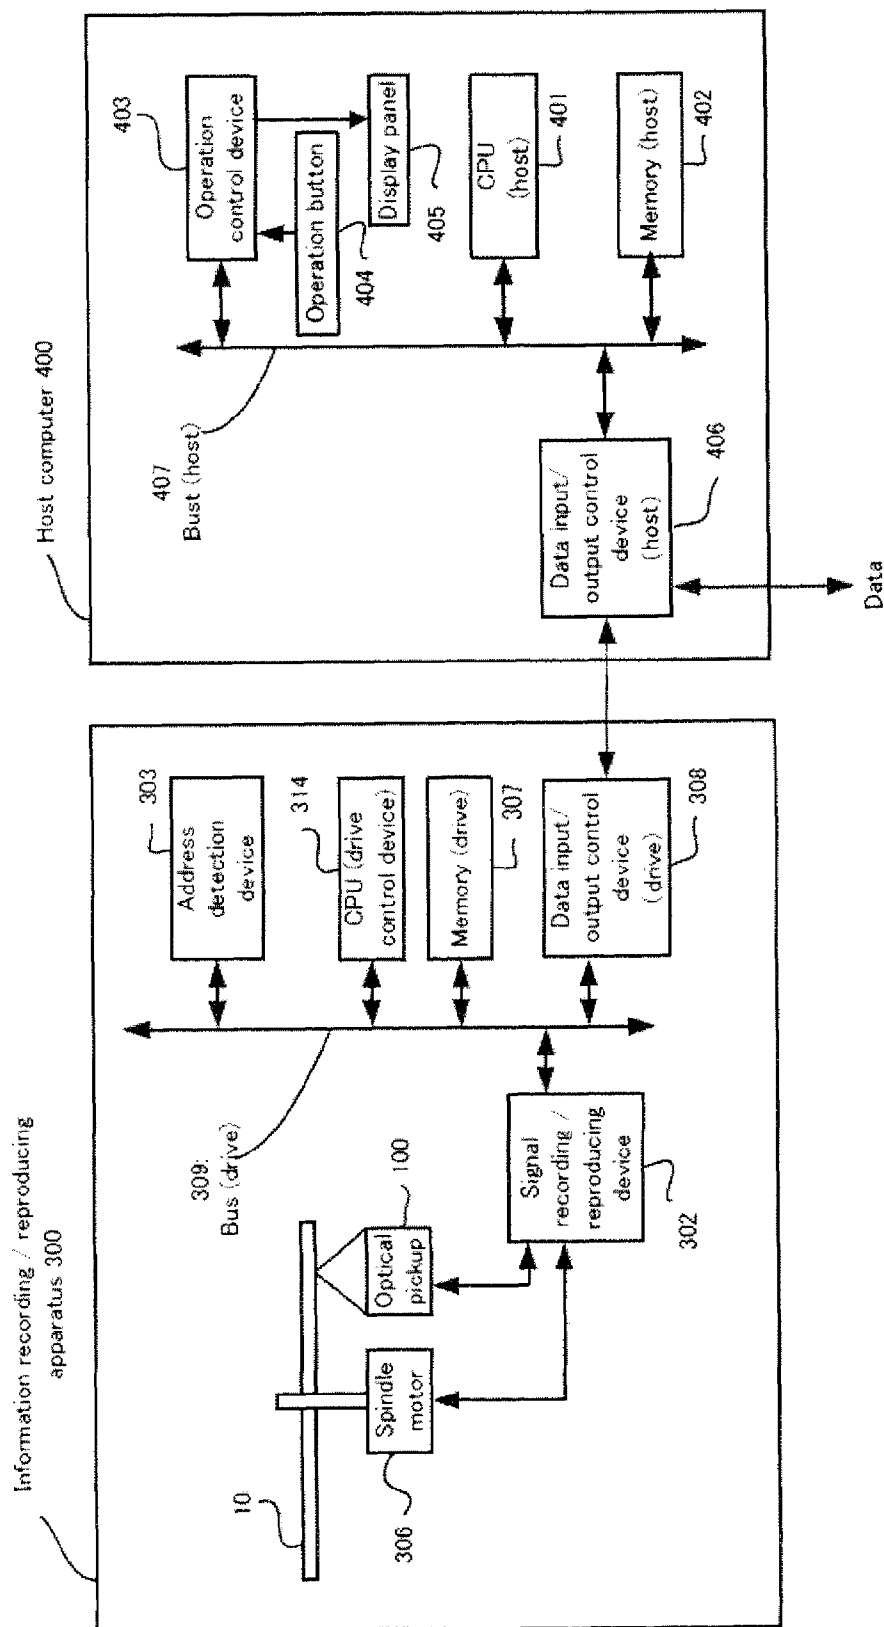 Information recording / reproducing
apparatus 300
10
306
Spindle
motor
Optical
pickup
100
309:
Bus (drive)
Signal
recording /
reproducing
device
302
Address
detection
device
303
CPU (drive
control device)
314
Memory (drive)
307
Data input/
output control
device
(drive)
308
Host computer 400
407
Bust (host)
403
Operation
control device
Operation button
404
Display panel
405
CPU
(host)
401
Memory (host)
402
Data input/
output control
device
(host)
406
Data